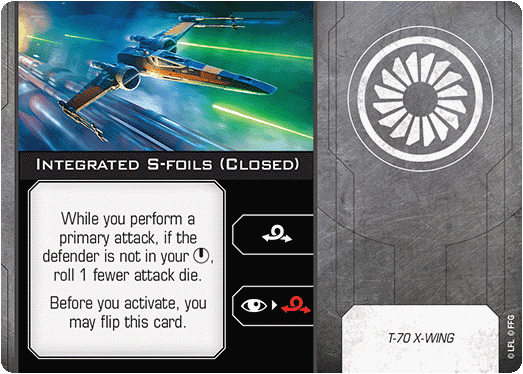 Integrated S-foils (Closed)
While you perform a
primary attack, if the
defender is not in your ,
roll 1 fewer attack die.
Before you activate, you
may flip this card.
T-70 X-WING
© LFL © FFG